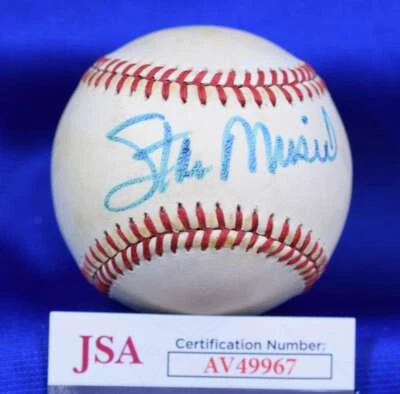 Stan Musial
JSA
Certification Number:
AV49967